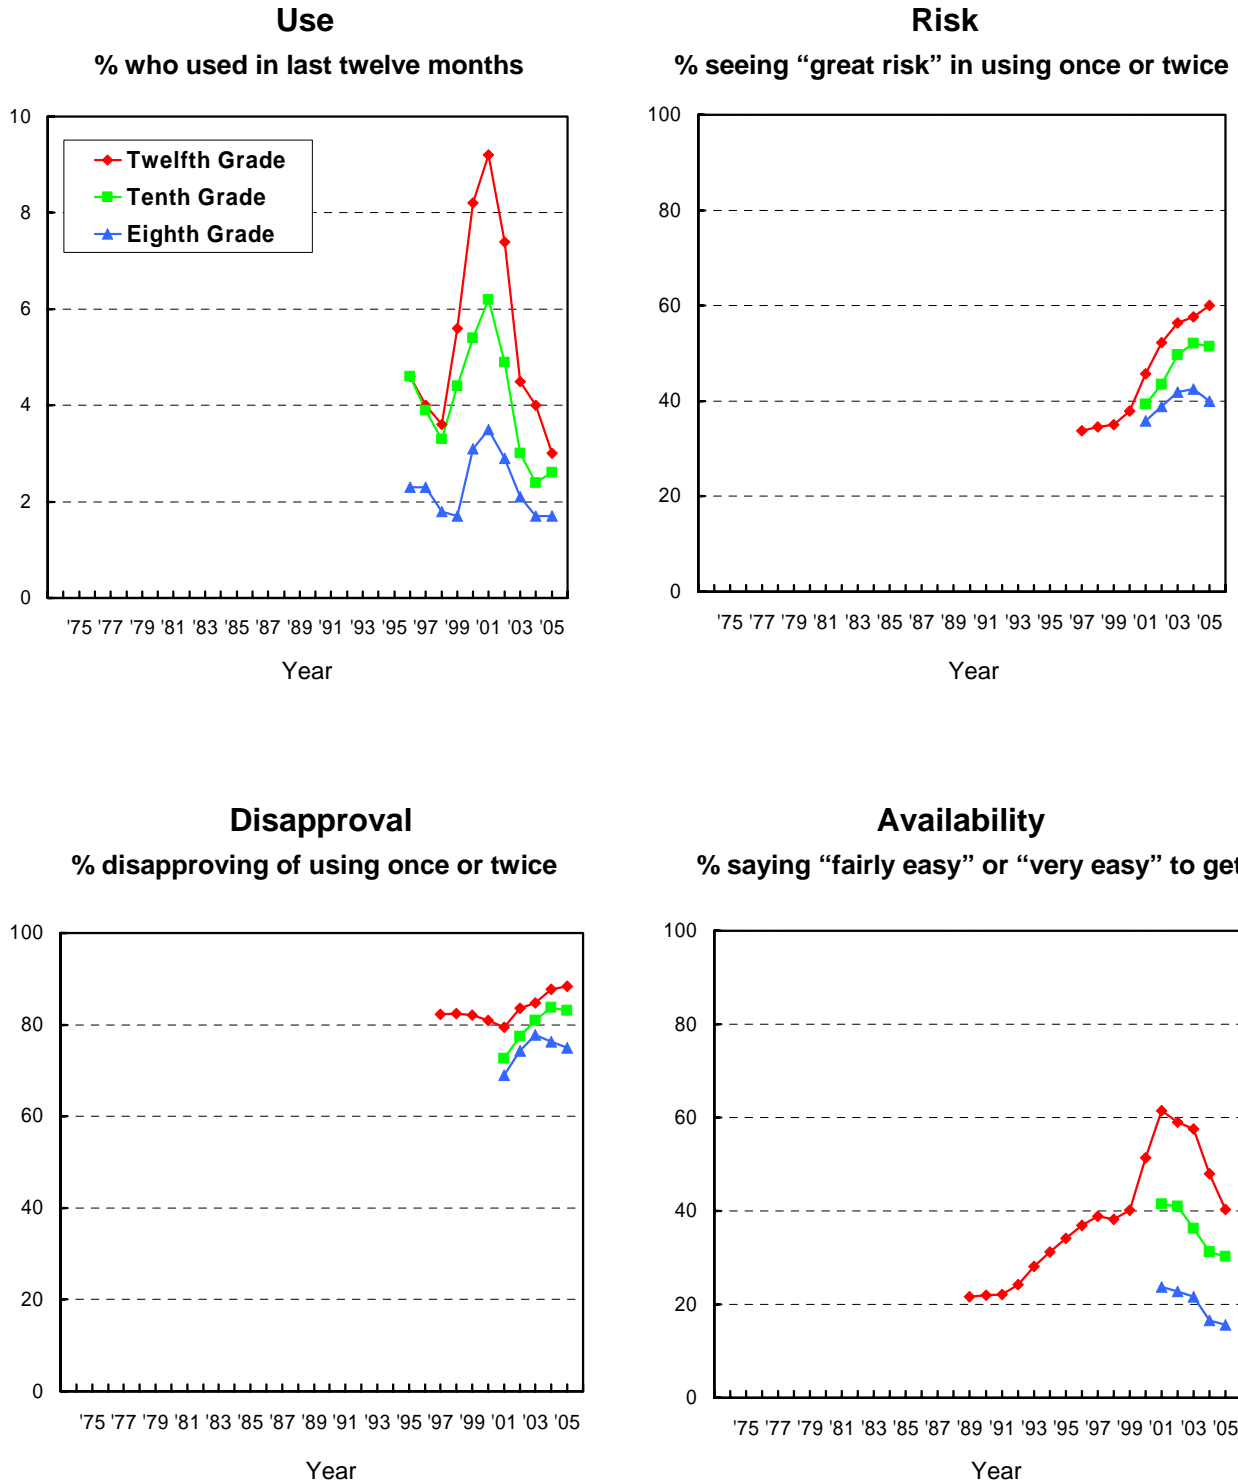 Use
% who used in last twelve months
10
8
6
4
2
0
Twelfth Grade
Tenth Grade
Eighth Grade
'75 '77 '79 '81 '83 '85 '87 '89 '91 '93 '95 '97 '99 '01 '03 '05
Year
Risk
% seeing “great risk” in using once or twice
100
80
60
40
20
0
'75 '77 '79 '81 '83 '85 '87 '89 '91 '93 '95 '97 '99 '01 '03 '05
Year
Disapproval
% disapproving of using once or twice
100
80
60
40
20
0
'75 '77 '79 '81 '83 '85 '87 '89 '91 '93 '95 '97 '99 '01 '03 '05
Year
Availability
% saying “fairly easy” or “very easy” to get
100
80
60
40
20
0
'75 '77 '79 '81 '83 '85 '87 '89 '91 '93 '95 '97 '99 '01 '03 '05
Year